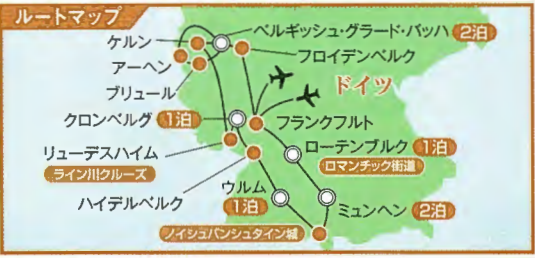 ルートマップ
ベルギッシュ・グラード・バッハ 2泊
ケルン
フロイデンベルク
アーヘン
ドイツ
ブリュール
クロンベルグ 1泊
フランクフルト
リューデスハイム
ライン川クルーズ
ローテンブルク 1泊
ロマンチック街道
ハイデルベルク
ウルム
1泊
ミュンヘン 2泊
ノイシュバンシュタイン城